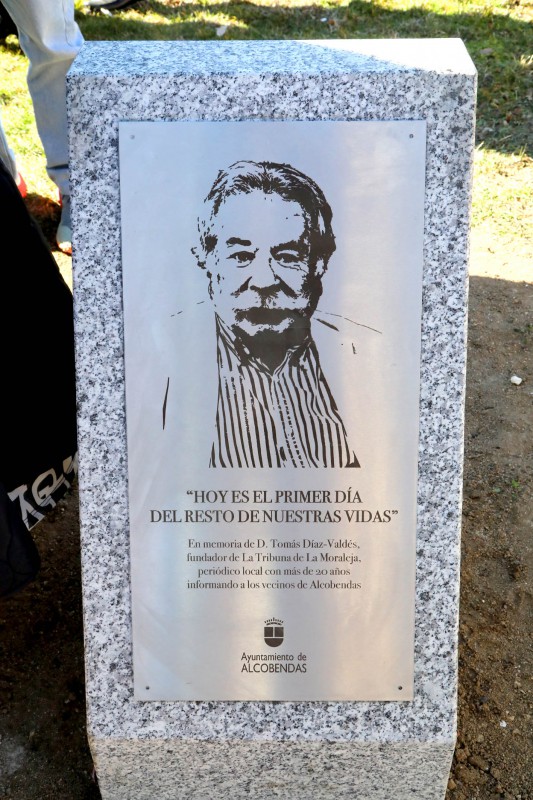 “HOY ES EL PRIMER DÍA
DEL RESTO DE NUESTRAS VIDAS”
En memoria de D. Tomás Díaz-Valdés,
fundador de La Tribuna de La Moraleja,
periódico local con más de 20 años
informando a los vecinos de Alcobendas
Ayuntamiento de
ALCOBENDAS